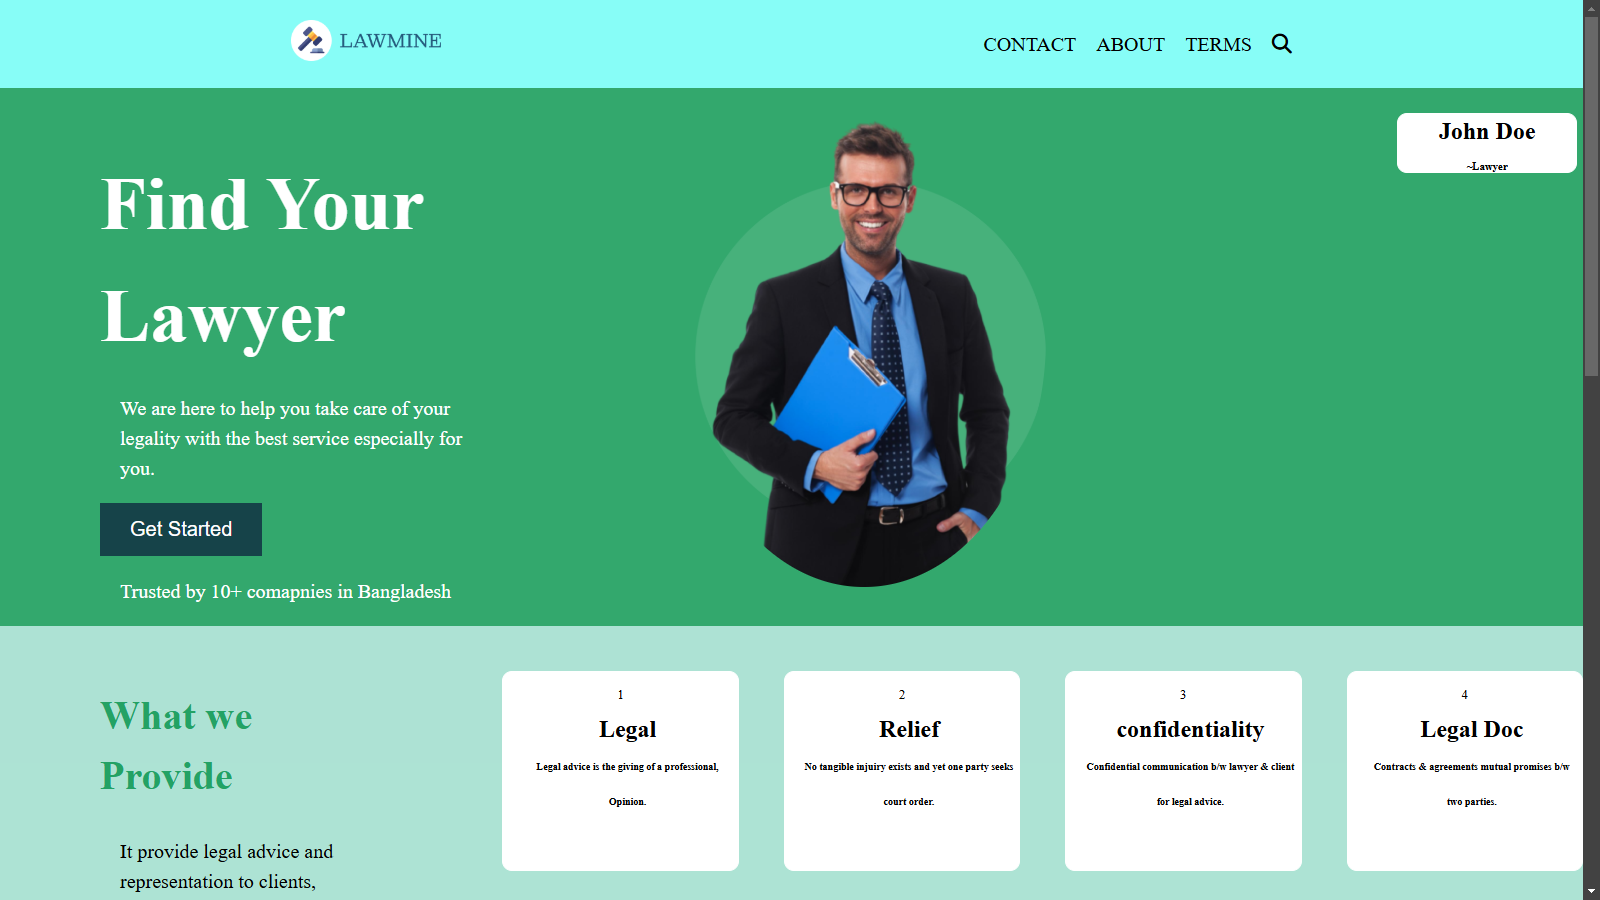 LAWMINE
CONTACT ABOUT TERMS
John Doe
~Lawyer
Find Your
Lawyer
We are here to help you take care of your
legality with the best service especially for
you.
Get Started
Trusted by 10+ comapnies in Bangladesh
What we
Provide
It provide legal advice and
representation to clients,
1
Legal
Legal advice is the giving of a professional,
Opinion.
2
Relief
No tangible injuiry exists and yet one party seeks
court order.
3
confidentiality
Confidential communication b/w lawyer & client
for legal advice.
4
Legal Doc
Contracts & agreements mutual promises b/w
two parties.